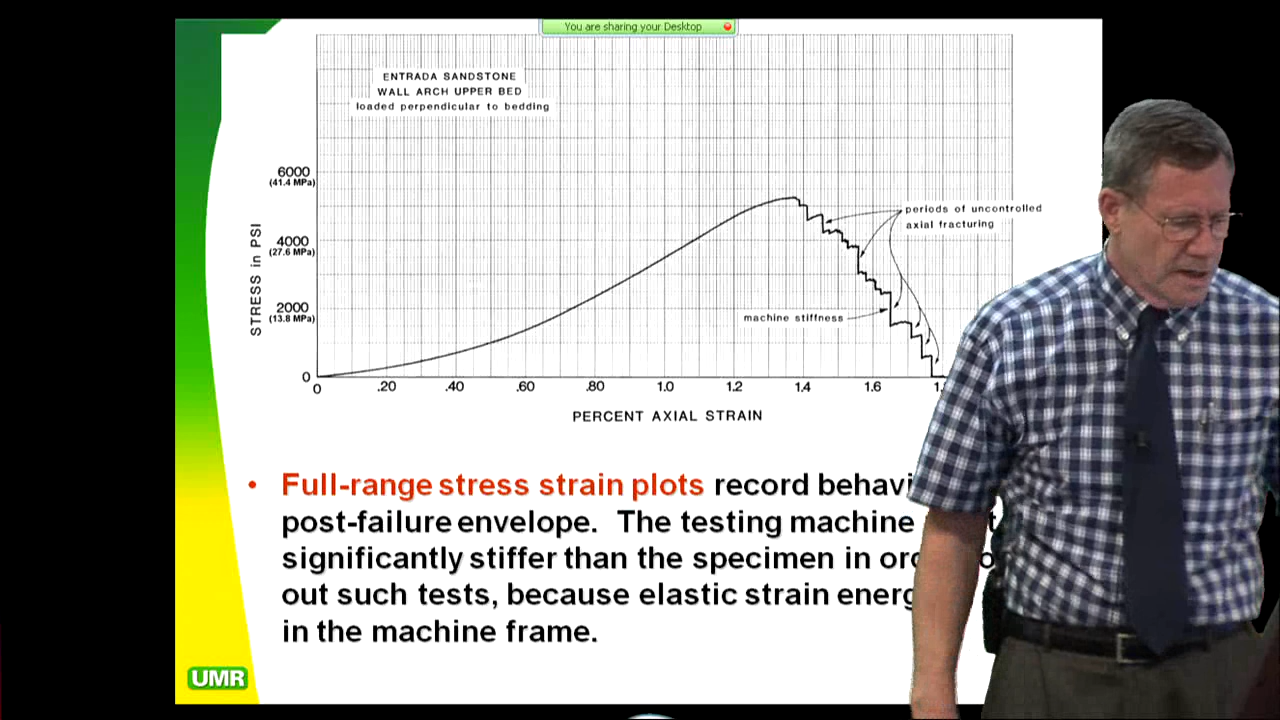 You are sharing your Desktop
ENTRADA SANDSTONE
WALL ARCH UPPER BED
loaded perpendicular to bedding
6000
(41.4 MPa)
4000
(27.6 MPa)
2000
(13.8 MPa)
0
STRESS in PSI
periods of uncontrolled
axial fracturing
machine stiffness
0 .20 .40 .60 .80 1.0 1.2 1.4 1.6
PERCENT AXIAL STRAIN
• Full-range stress strain plots record
post-failure envelope. The testing machine
significantly stiffer than the specimen in
out such tests, because elastic strain
in the machine frame.
UMR